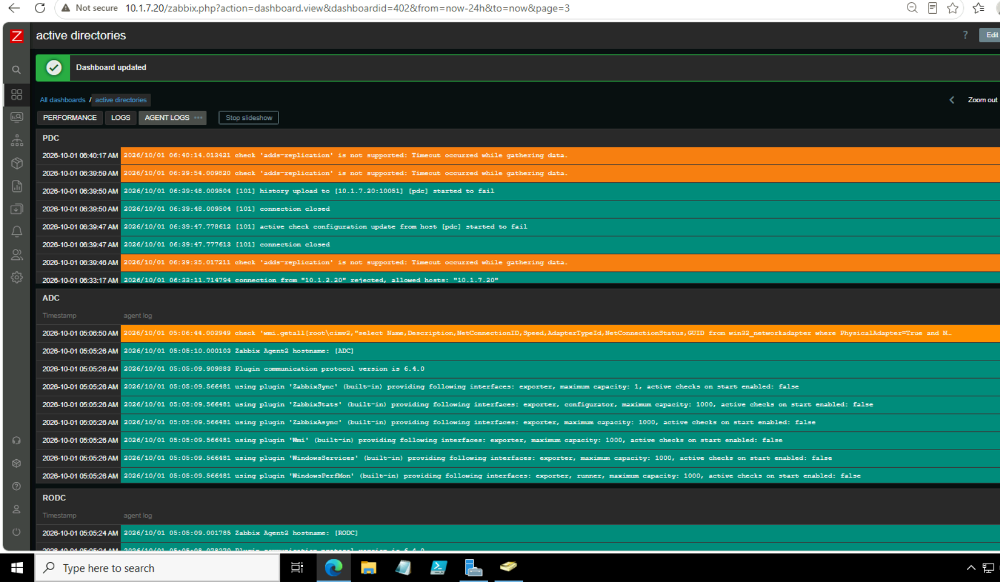 Not secure 10.1.7.20/zabbix.php?action=dashboard.view&dashboardid=402&from=now-24h&to=now&page=3
Z active directories ? Edit
Dashboard updated
All dashboards / active directories Zoom out
PERFORMANCE LOGS AGENT LOGS ••• Stop slideshow
PDC
2026-10-01 06:40:17 AM 2026/10/01 06:40:14.013421 check 'adds-replication' is not supported: Timeout occurred while gathering data.
2026-10-01 06:39:59 AM 2026/10/01 06:39:54.009820 check 'adds-replication' is not supported: Timeout occurred while gathering data.
2026-10-01 06:39:50 AM 2026/10/01 06:39:48.009504 [101] history upload to [10.1.7.20:10051] [pdc] started to fail
2026-10-01 06:39:50 AM 2026/10/01 06:39:48.009504 [101] connection closed
2026-10-01 06:39:47 AM 2026/10/01 06:39:47.778612 [101] active check configuration update from host [pdc] started to fail
2026-10-01 06:39:47 AM 2026/10/01 06:39:47.777613 [101] connection closed
2026-10-01 06:39:46 AM 2026/10/01 06:39:35.017211 check 'adds-replication' is not supported: Timeout occurred while gathering data.
2026-10-01 06:33:17 AM 2026/10/01 06:33:11.714794 connection from "10.1.2.20" rejected, allowed hosts: "10.1.7.20"
ADC
Timestamp agent log
2026-10-01 05:06:50 AM 2026/10/01 05:06:44.003949 check 'wmi.getall[root\cimv2,"select Name,Description,NetConnectionID,Speed,AdapterTypeId,NetConnectionStatus,GUID from win32_networkadapter where PhysicalAdapter=True and N…
2026-10-01 05:05:26 AM 2026/10/01 05:05:10.000103 Zabbix Agent2 hostname: [ADC]
2026-10-01 05:05:26 AM 2026/10/01 05:05:09.909883 Plugin communication protocol version is 6.4.0
2026-10-01 05:05:26 AM 2026/10/01 05:05:09.566481 using plugin 'ZabbixSync' (built-in) providing following interfaces: exporter, maximum capacity: 1, active checks on start enabled: false
2026-10-01 05:05:26 AM 2026/10/01 05:05:09.566481 using plugin 'ZabbixStats' (built-in) providing following interfaces: exporter, configurator, maximum capacity: 1000, active checks on start enabled: false
2026-10-01 05:05:26 AM 2026/10/01 05:05:09.566481 using plugin 'ZabbixAsync' (built-in) providing following interfaces: exporter, maximum capacity: 1000, active checks on start enabled: false
2026-10-01 05:05:26 AM 2026/10/01 05:05:09.566481 using plugin 'Wmi' (built-in) providing following interfaces: exporter, maximum capacity: 1000, active checks on start enabled: false
2026-10-01 05:05:26 AM 2026/10/01 05:05:09.566481 using plugin 'WindowsServices' (built-in) providing following interfaces: exporter, maximum capacity: 1000, active checks on start enabled: false
2026-10-01 05:05:26 AM 2026/10/01 05:05:09.566481 using plugin 'WindowsPerfMon' (built-in) providing following interfaces: exporter, runner, maximum capacity: 1000, active checks on start enabled: false
RODC
Timestamp agent log
2026-10-01 05:05:24 AM 2026/10/01 05:05:09.001785 Zabbix Agent2 hostname: [RODC]
2026-10-01 05:05:24 AM 2026/10/01 05:05:08.978270 Plugin communication protocol version is 6.4.0
Type here to search